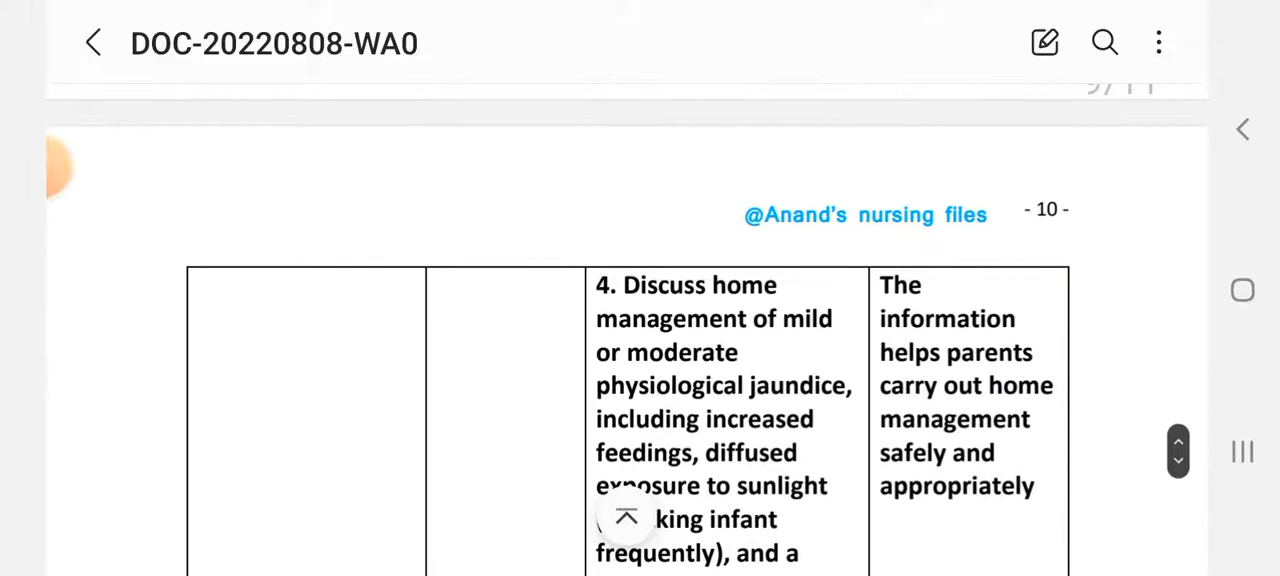 DOC-20220808-WA0
@Anand's nursing files - 10 -
4. Discuss home
management of mild
or moderate
physiological jaundice,
including increased
feedings, diffused
exposure to sunlight
infant
frequently), and a
The
information
helps parents
carry out home
management
safely and
appropriately